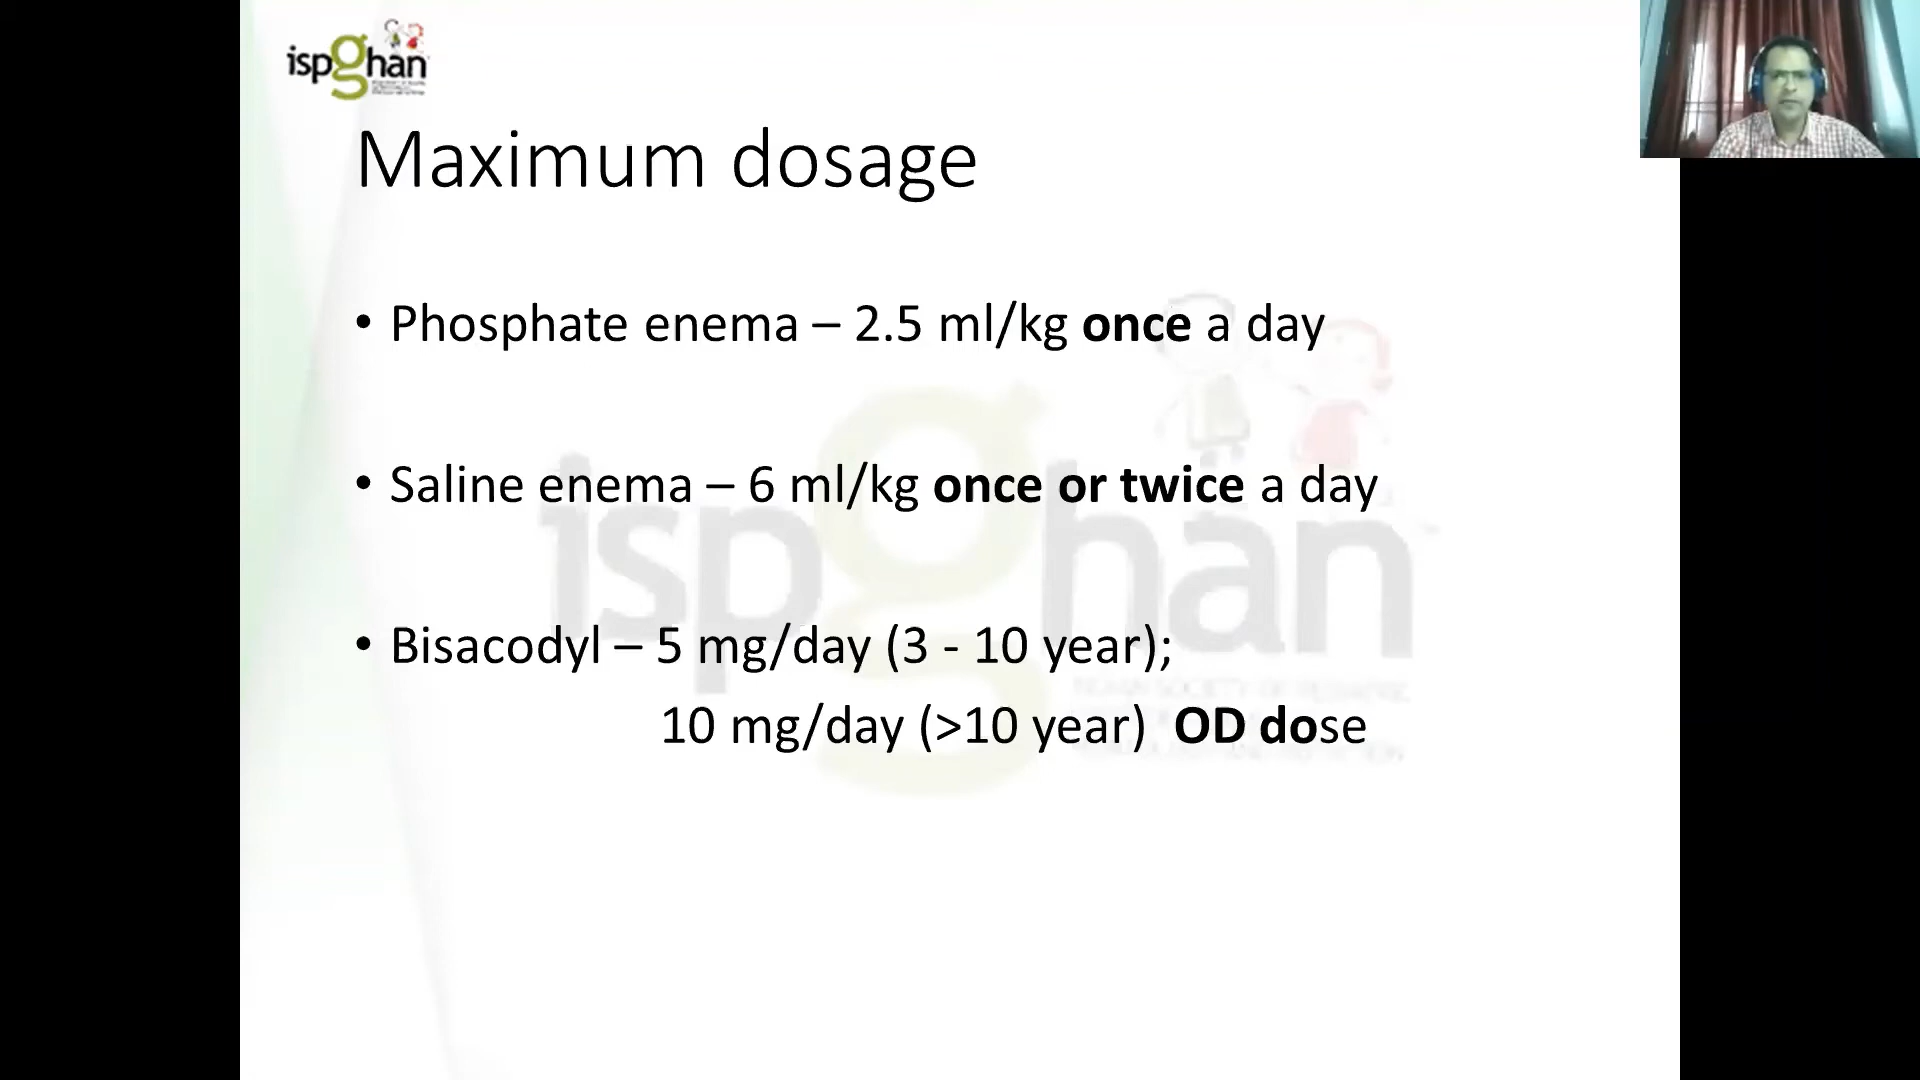 ispghan
Maximum dosage
• Phosphate enema – 2.5 ml/kg once a day
• Saline enema – 6 ml/kg once or twice a day
• Bisacodyl – 5 mg/day (3 - 10 year);
10 mg/day (>10 year) OD dose
ispghan